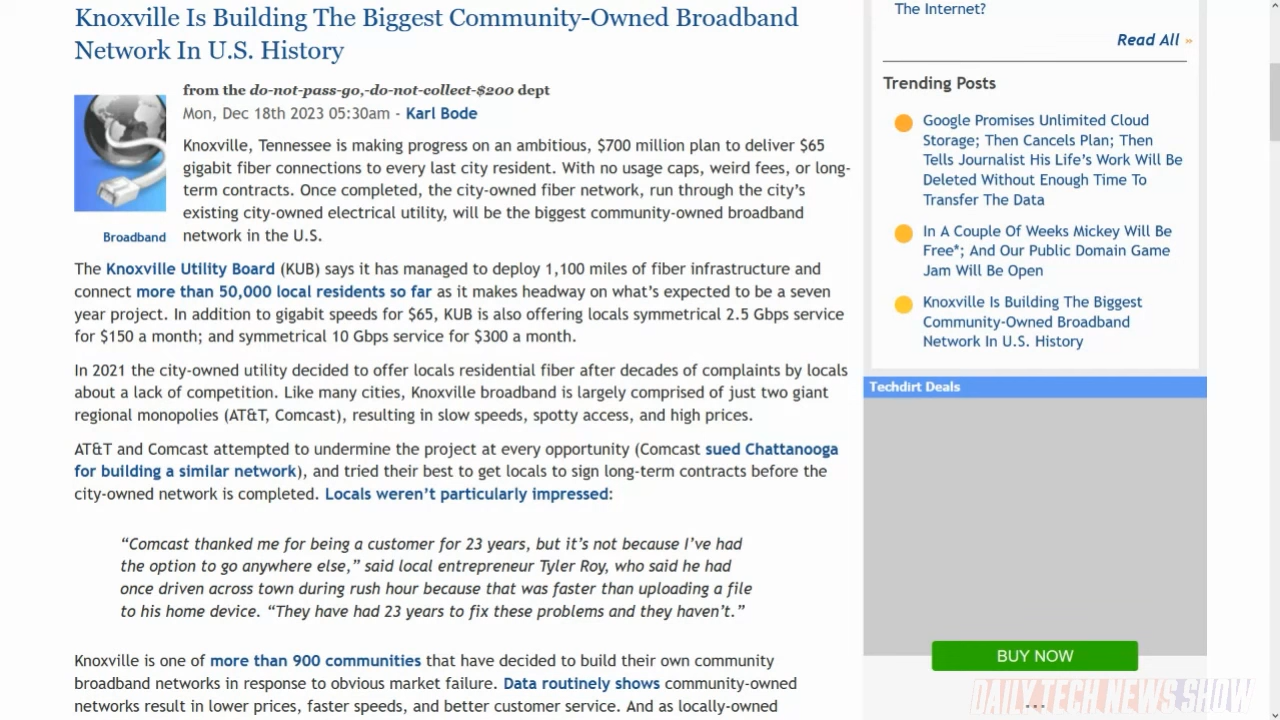 Knoxville Is Building The Biggest Community-Owned Broadband
Network In U.S. History
from the do-not-pass-go,-do-not-collect-$200 dept
Mon, Dec 18th 2023 05:30am - Karl Bode
Broadband
Knoxville, Tennessee is making progress on an ambitious, $700 million plan to deliver $65
gigabit fiber connections to every last city resident. With no usage caps, weird fees, or long-
term contracts. Once completed, the city-owned fiber network, run through the city's
existing city-owned electrical utility, will be the biggest community-owned broadband
network in the U.S.
The Knoxville Utility Board (KUB) says it has managed to deploy 1,100 miles of fiber infrastructure and
connect more than 50,000 local residents so far as it makes headway on what's expected to be a seven
year project. In addition to gigabit speeds for $65, KUB is also offering locals symmetrical 2.5 Gbps service
for $150 a month; and symmetrical 10 Gbps service for $300 a month.
In 2021 the city-owned utility decided to offer locals residential fiber after decades of complaints by locals
about a lack of competition. Like many cities, Knoxville broadband is largely comprised of just two giant
regional monopolies (AT&T, Comcast), resulting in slow speeds, spotty access, and high prices.
AT&T and Comcast attempted to undermine the project at every opportunity (Comcast sued Chattanooga
for building a similar network), and tried their best to get locals to sign long-term contracts before the
city-owned network is completed. Locals weren't particularly impressed:
"Comcast thanked me for being a customer for 23 years, but it's not because I've had
the option to go anywhere else," said local entrepreneur Tyler Roy, who said he had
once driven across town during rush hour because that was faster than uploading a file
to his home device. "They have had 23 years to fix these problems and they haven't."
Knoxville is one of more than 900 communities that have decided to build their own community
broadband networks in response to obvious market failure. Data routinely shows community-owned
networks result in lower prices, faster speeds, and better customer service. And as locally-owned
The Internet?
Read All »
Trending Posts
Google Promises Unlimited Cloud
Storage; Then Cancels Plan; Then
Tells Journalist His Life's Work Will Be
Deleted Without Enough Time To
Transfer The Data
In A Couple Of Weeks Mickey Will Be
Free*; And Our Public Domain Game
Jam Will Be Open
Knoxville Is Building The Biggest
Community-Owned Broadband
Network In U.S. History
Techdirt Deals
BUY NOW
...
DAILY TECH NEWS SHOW